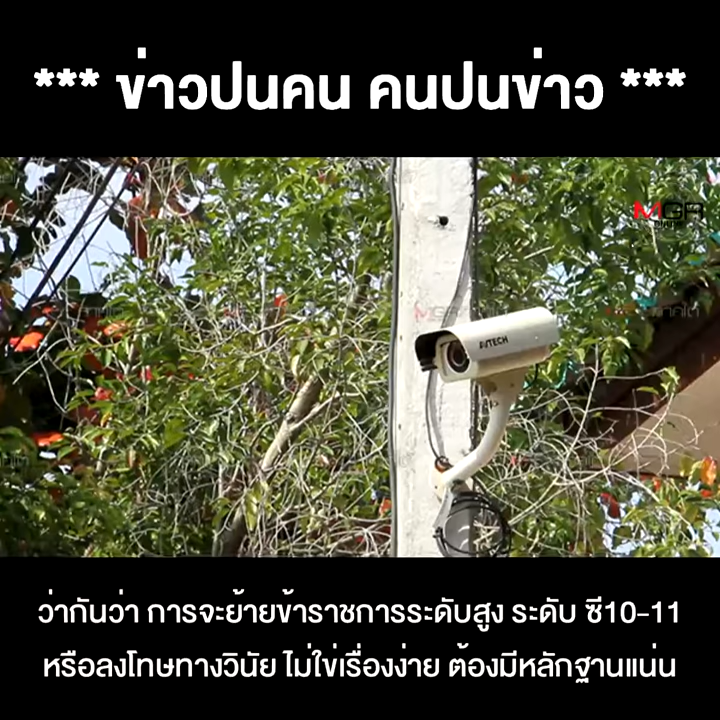 *** ข่าวปนคน คนปนข่าว ***
MGR
AVTECH
ว่ากันว่า การจะย้ายข้าราชการระดับสูง ระดับ ซี10-11
หรือลงโทษทางวินัย ไม่ใช่เรื่องง่าย ต้องมีหลักฐานแน่น